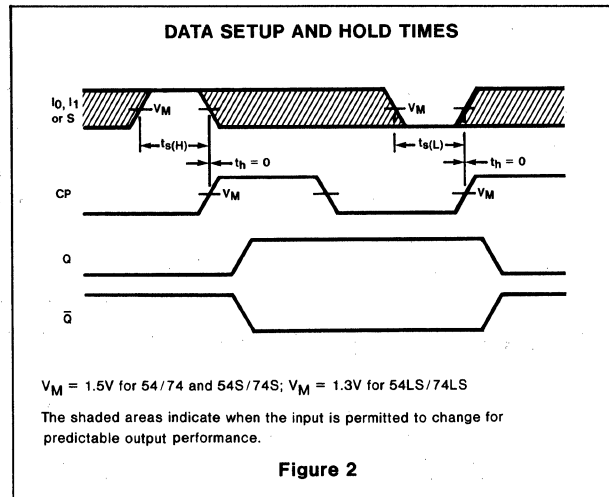 DATA SETUP AND HOLD TIMES
I0, I1
or S
VM
VM
ts(H)
ts(L)
th = 0
th = 0
CP
VM
VM
Q
Q̅
VM = 1.5V for 54/74 and 54S/74S; VM = 1.3V for 54LS/74LS
The shaded areas indicate when the input is permitted to change for
predictable output performance.
Figure 2